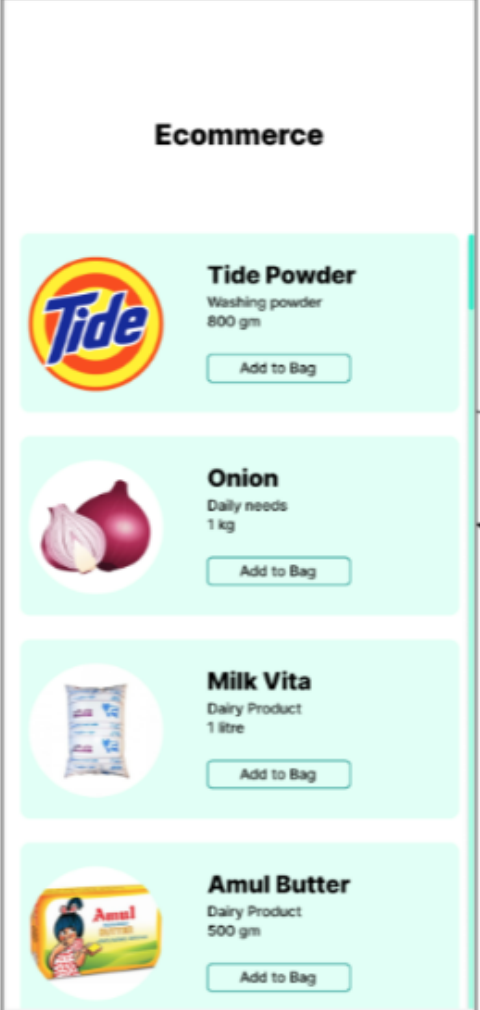 Ecommerce
Tide
Tide Powder
Washing powder
800 gm
Add to Bag
Onion
Daily needs
1 kg
Add to Bag
Milk Vita
Dairy Product
1 litre
Add to Bag
Amul
BUTTER
Amul Butter
Dairy Product
500 gm
Add to Bag